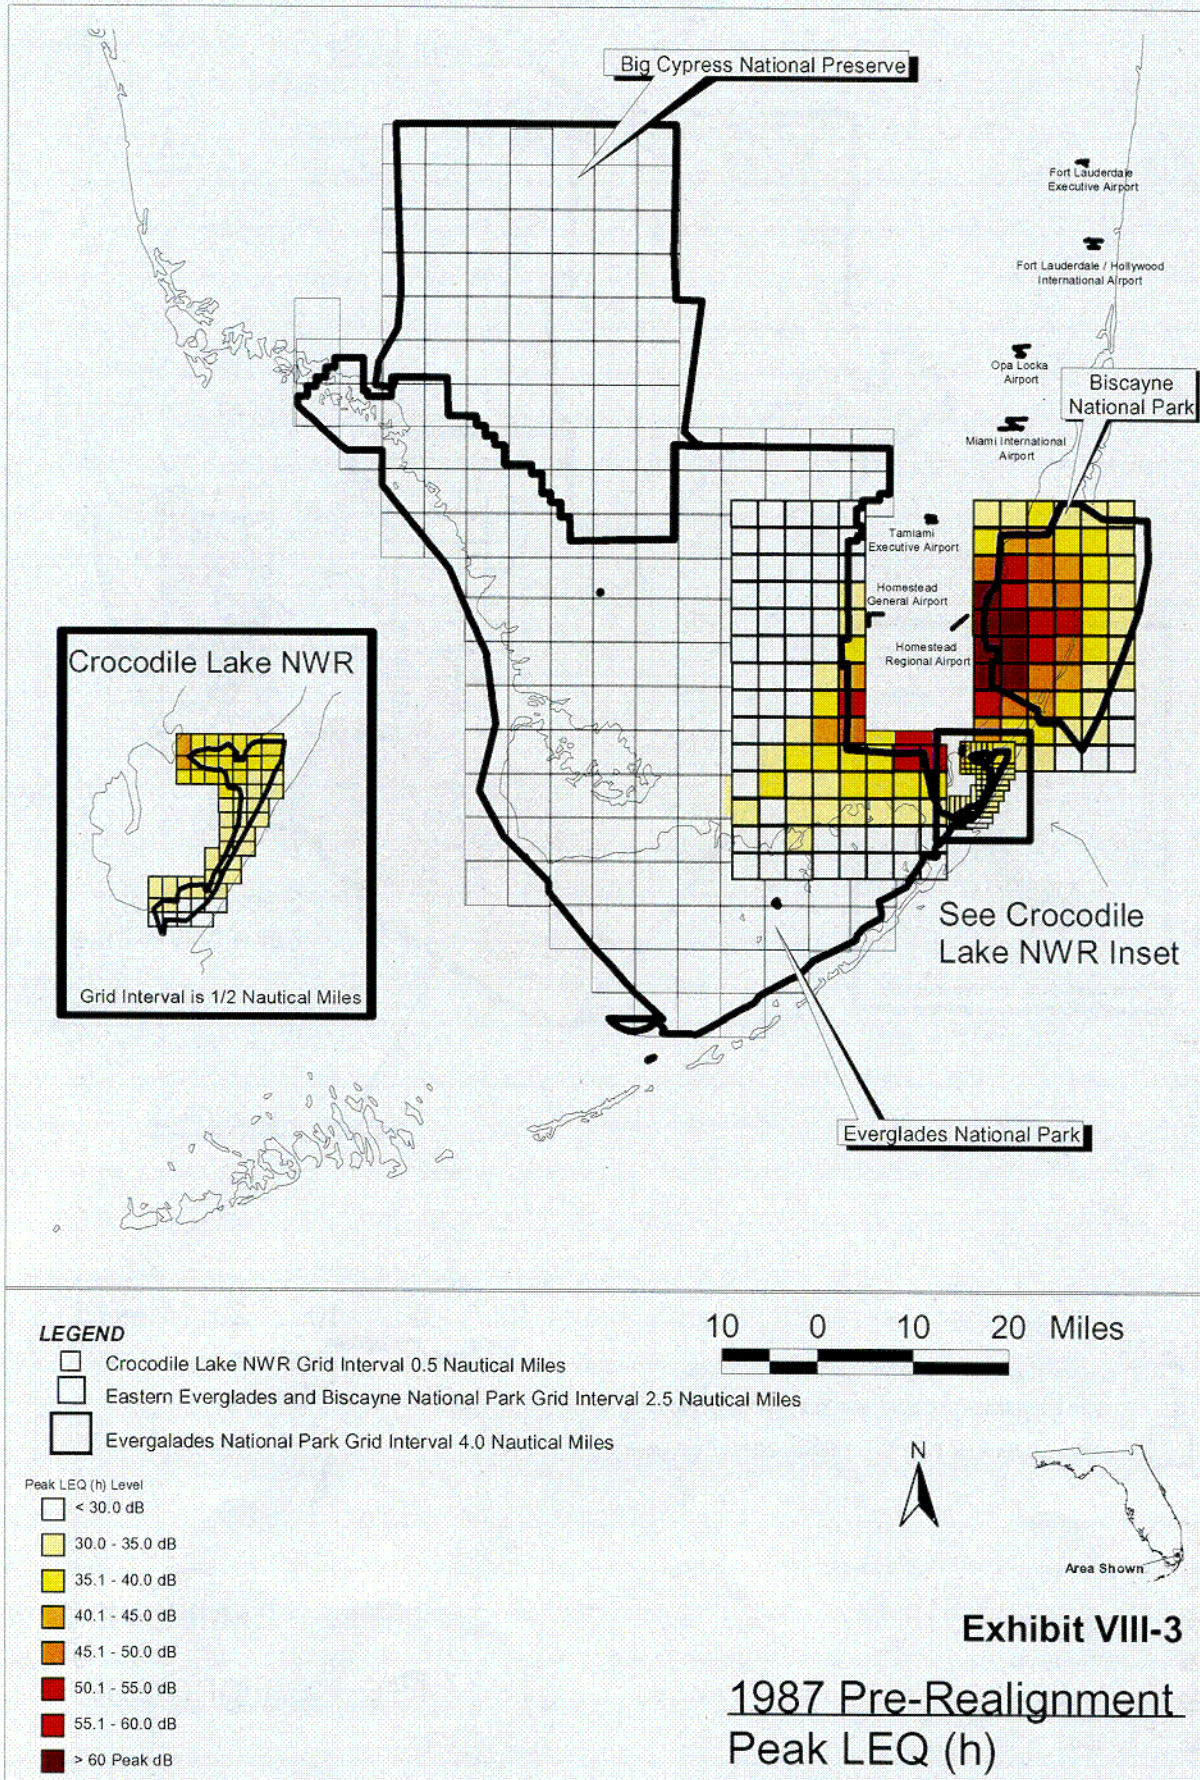 Big Cypress National Preserve
Fort Lauderdale
Executive Airport
Fort Lauderdale / Hollywood
International Airport
Opa Locka
Airport
Biscayne
National Park
Miami International
Airport
Tamiami
Executive Airport
Homestead
General Airport
Homestead
Regional Airport
Crocodile Lake NWR
Grid Interval is 1/2 Nautical Miles
See Crocodile
Lake NWR Inset
Everglades National Park
LEGEND
Crocodile Lake NWR Grid Interval 0.5 Nautical Miles
Eastern Everglades and Biscayne National Park Grid Interval 2.5 Nautical Miles
Evergalades National Park Grid Interval 4.0 Nautical Miles
Peak LEQ (h) Level
< 30.0 dB
30.0 - 35.0 dB
35.1 - 40.0 dB
40.1 - 45.0 dB
45.1 - 50.0 dB
50.1 - 55.0 dB
55.1 - 60.0 dB
> 60 Peak dB
10 0 10 20 Miles
N
Area Shown
Exhibit VIII-3
1987 Pre-Realignment
Peak LEQ (h)